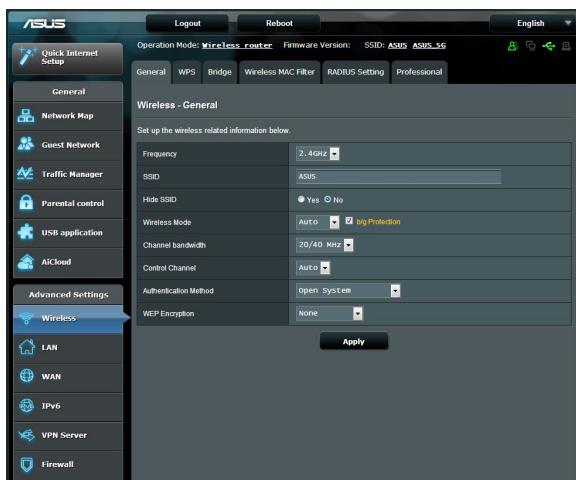 ASUS
Logout
Reboot
English
Quick Internet Setup
Operation Mode: Wireless router Firmware Version: SSID: ASUS ASUS_5G
General
WPS
Bridge
Wireless MAC Filter
RADIUS Setting
Professional
General
Network Map
Guest Network
Traffic Manager
Parental control
USB application
AiCloud
Advanced Settings
Wireless
LAN
WAN
IPv6
VPN Server
Firewall
Wireless - General
Set up the wireless related information below.
Frequency 2.4GHz
SSID ASUS
Hide SSID Yes No
Wireless Mode Auto b/g Protection
Channel bandwidth 20/40 MHz
Control Channel Auto
Authentication Method Open System
WEP Encryption None
Apply